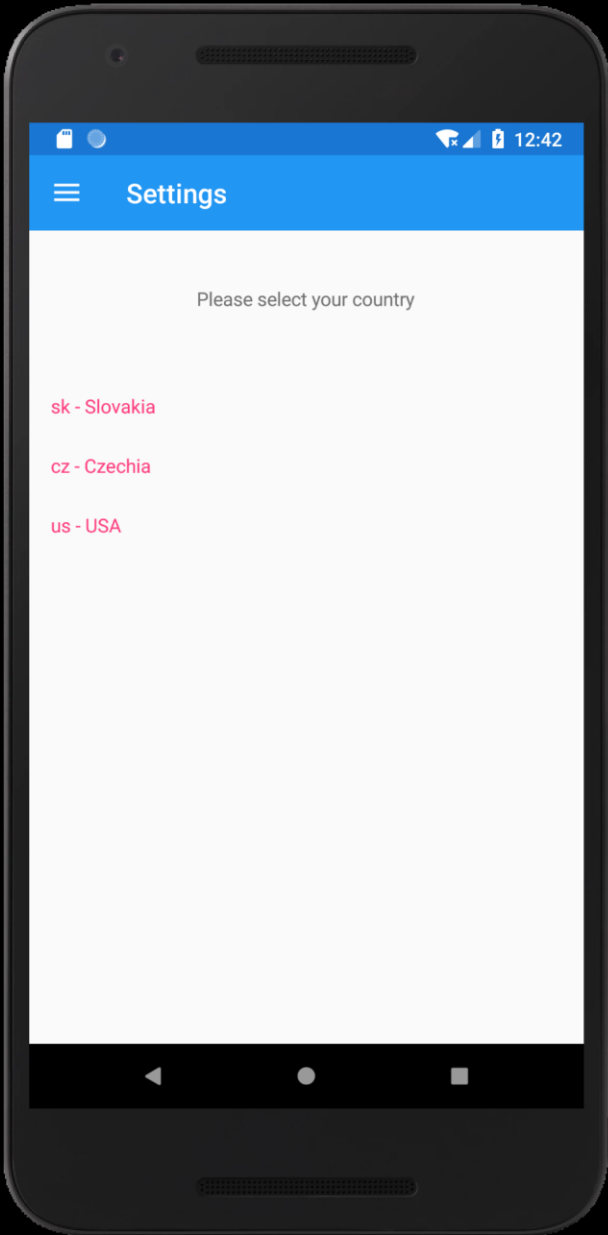 12:42
Settings
Please select your country
sk - Slovakia
cz - Czechia
us - USA